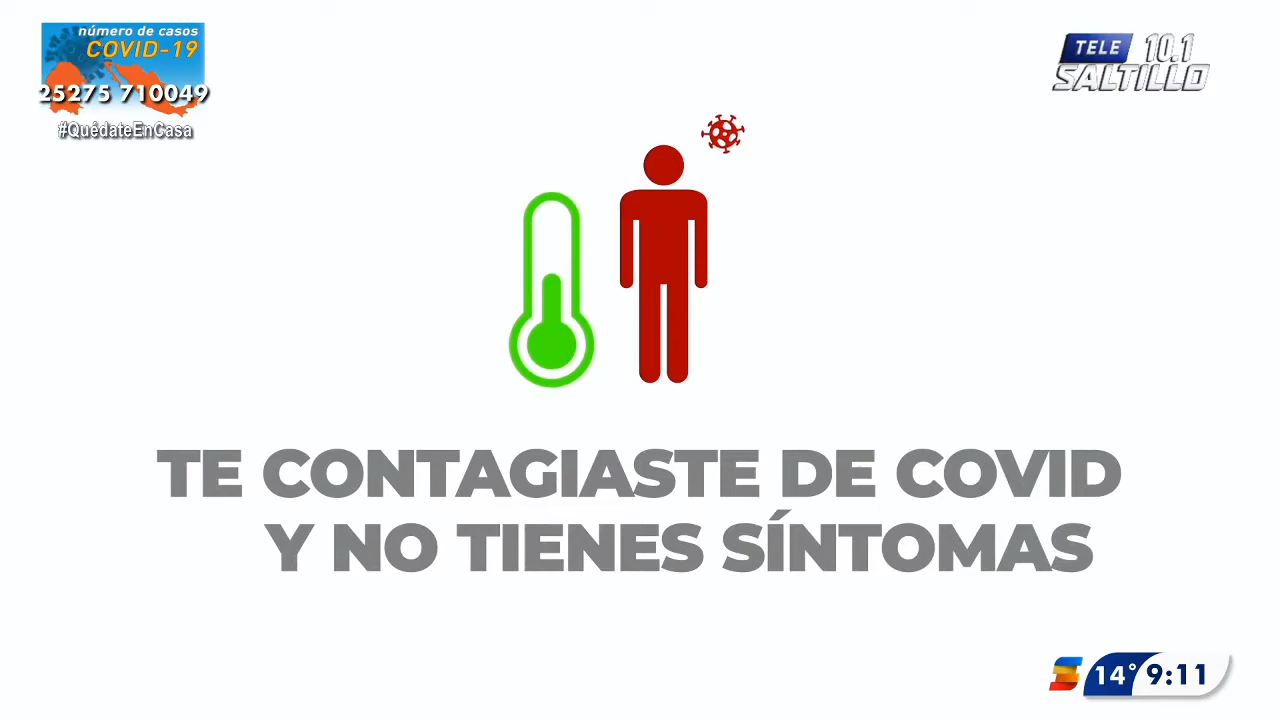 número de casos
COVID-19
25275 710049
#QuédateEnCasa
TELE 10.1
SALTILLO
TE CONTAGIASTE DE COVID
Y NO TIENES SÍNTOMAS
14° 9:11